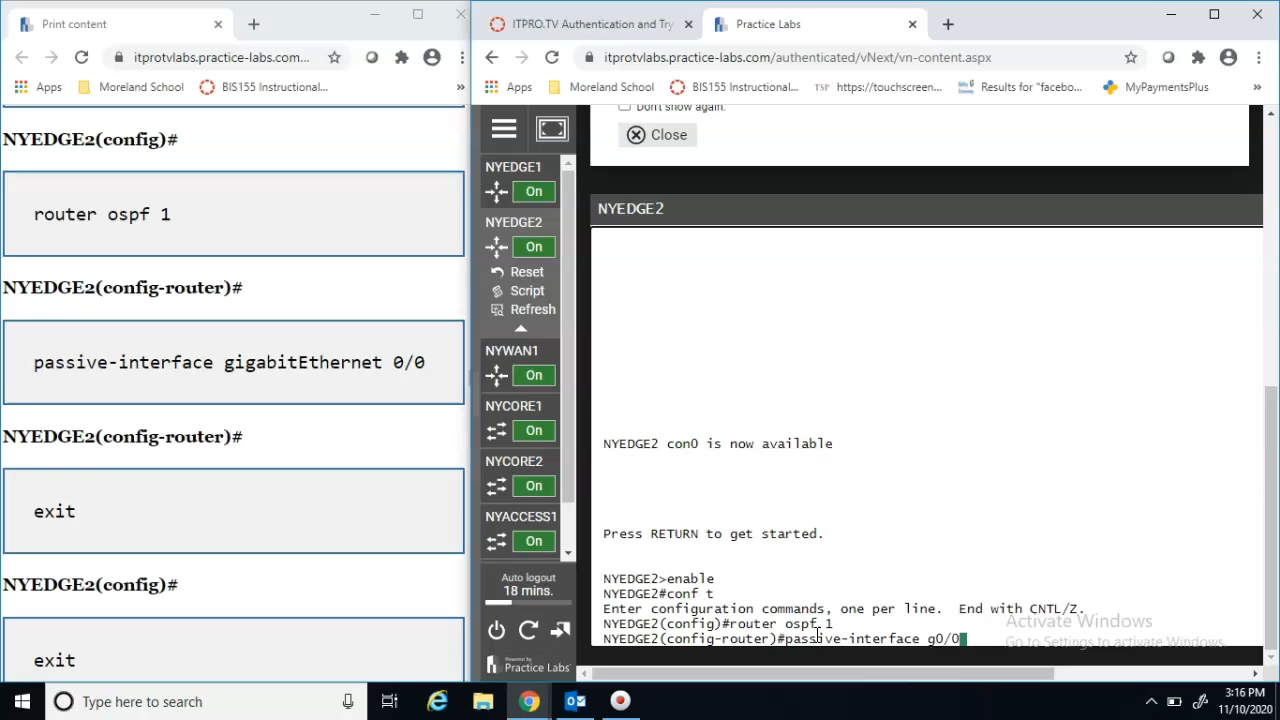 Print content
itprotvlabs.practice-labs.com...
Apps
Moreland School
BIS155 Instructional...
»
NYEDGE2(config)#
router ospf 1
NYEDGE2(config-router)#
passive-interface gigabitEthernet 0/0
NYEDGE2(config-router)#
exit
NYEDGE2(config)#
exit
ITPRO.TV Authentication and Try
Practice Labs
itprotvlabs.practice-labs.com/authenticated/vNext/vn-content.aspx
Apps
Moreland School
BIS155 Instructional...
TSP
https://touchscreen...
Results for "facebo...
MyPaymentsPlus
»
Don't show again.
Close
NYEDGE1
On
NYEDGE2
On
Reset
Script
Refresh
NYWAN1
On
NYCORE1
On
NYCORE2
On
NYACCESS1
On
Auto logout
18 mins.
Powered by
Practice Labs
NYEDGE2
NYEDGE2 con0 is now available
Press RETURN to get started.
NYEDGE2>enable
NYEDGE2#conf t
Enter configuration commands, one per line.  End with CNTL/Z.
NYEDGE2(config)#router ospf 1
NYEDGE2(config-router)#passive-interface g0/0
Activate Windows
Go to Settings to activate Windows.
Type here to search
3:16 PM
11/10/2020